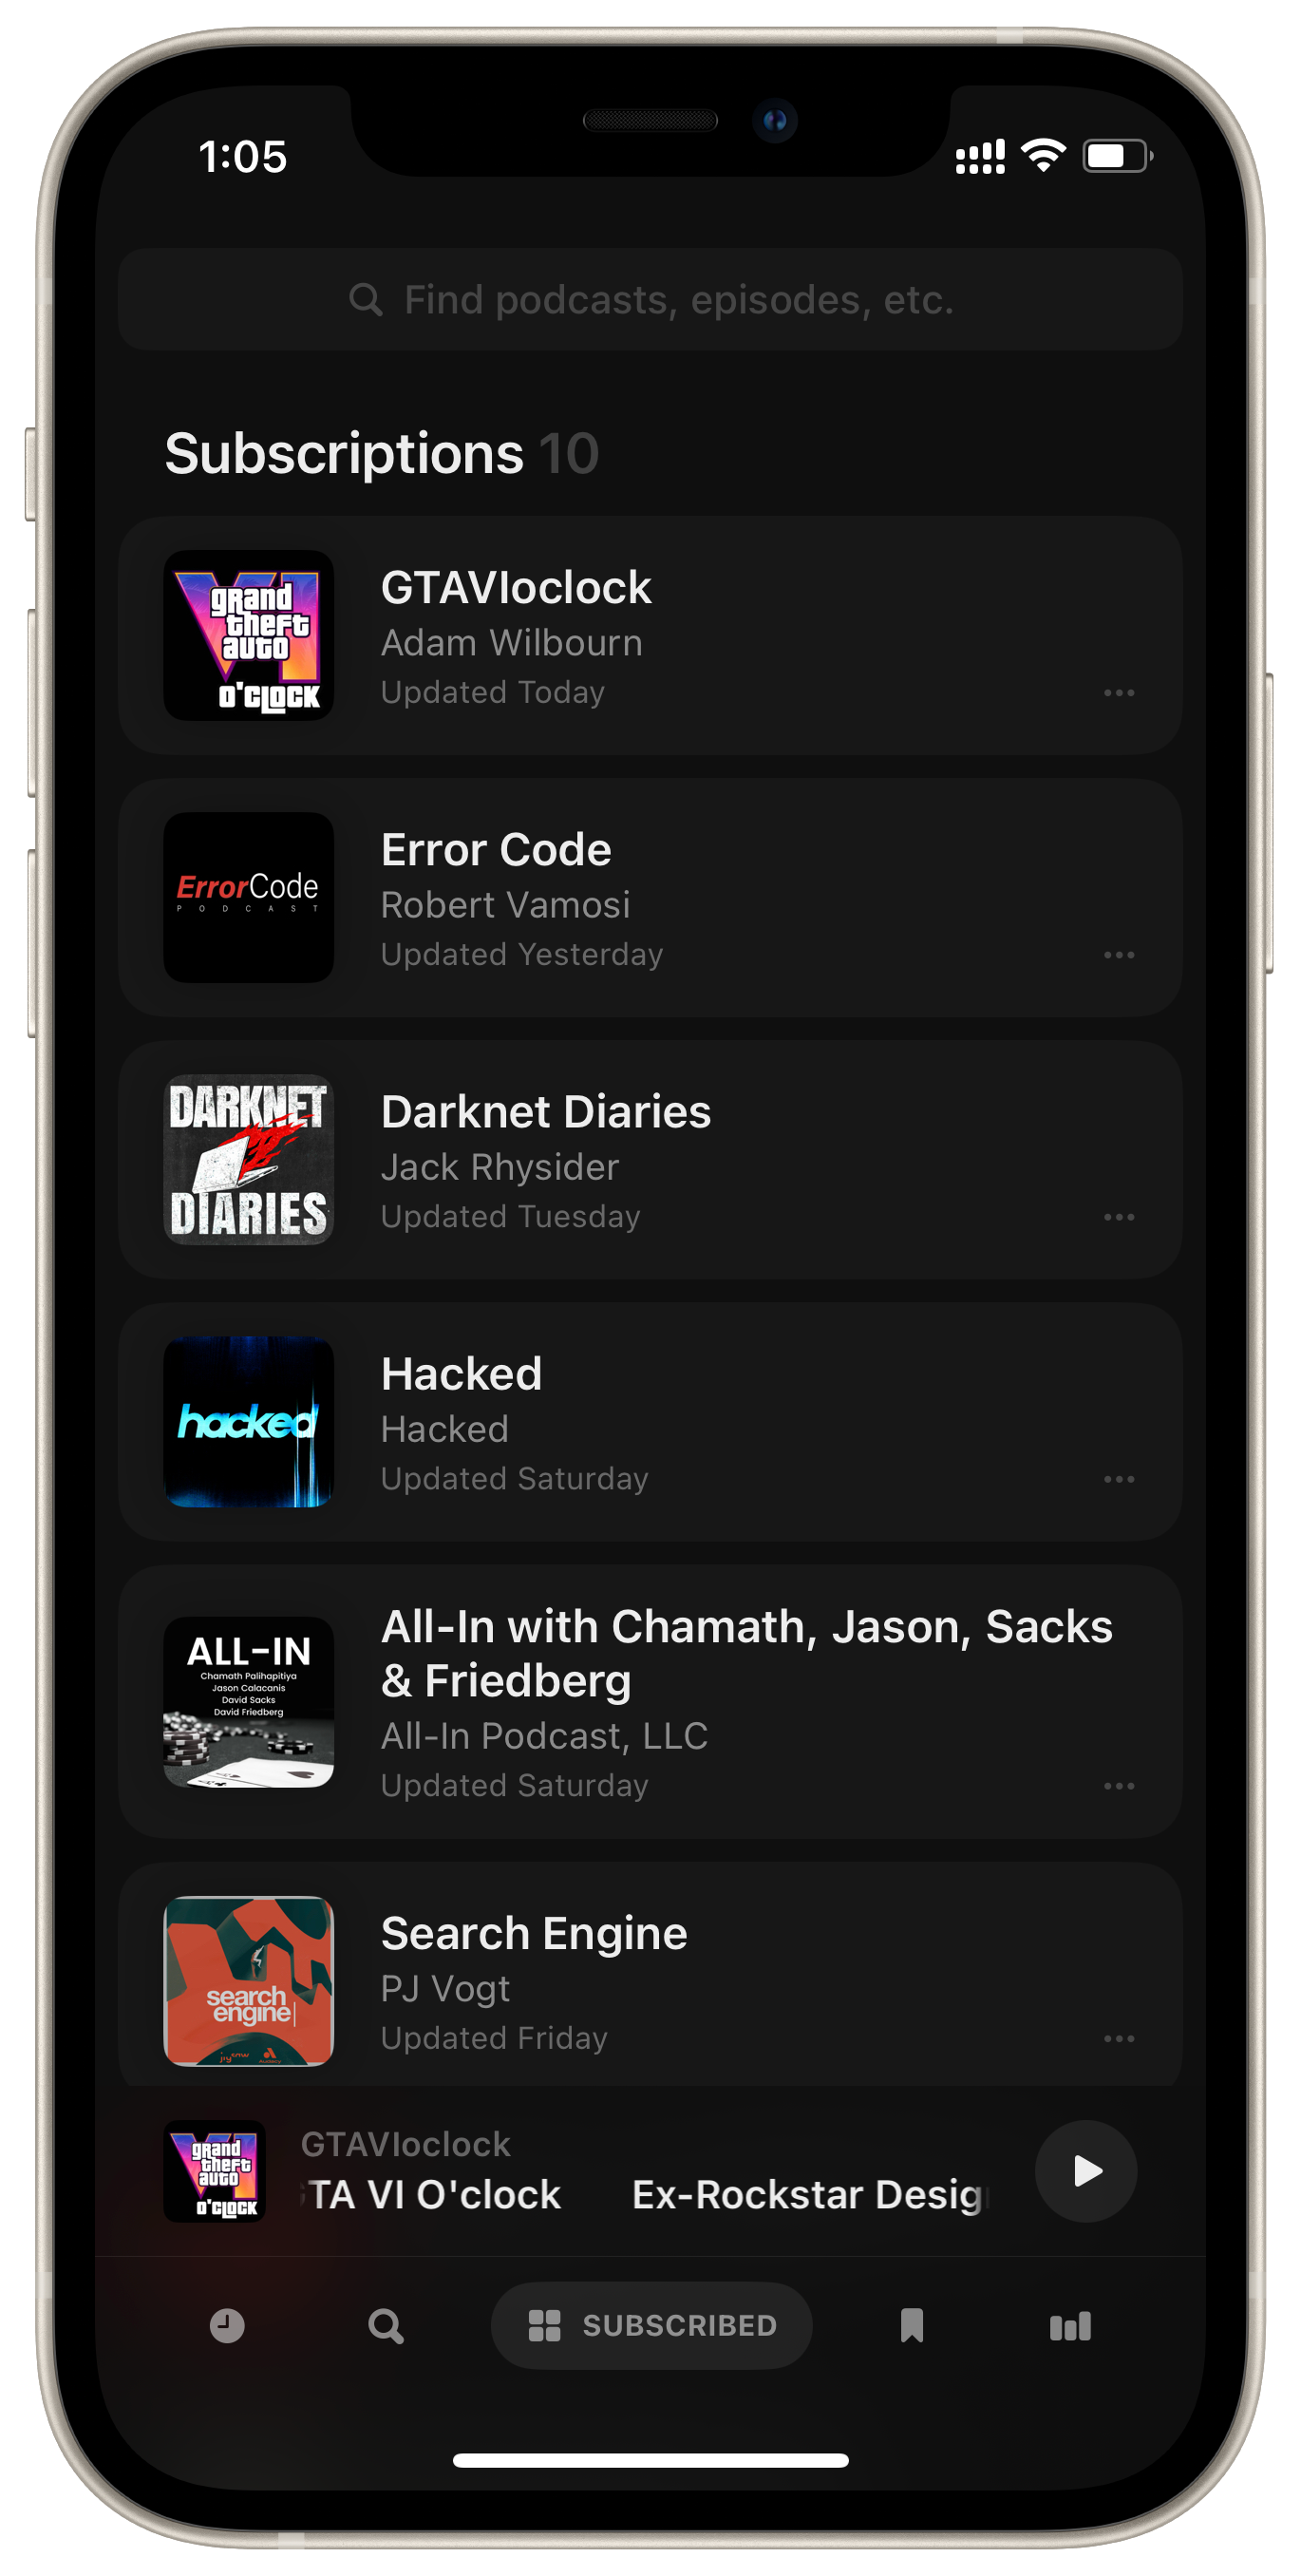 1:05
Find podcasts, episodes, etc.
Subscriptions 10
grand
theft
auto
O'CLOCK
GTAVIoclock
Adam Wilbourn
Updated Today
ErrorCode
PODCAST
Error Code
Robert Vamosi
Updated Yesterday
DARKNET
DIARIES
Darknet Diaries
Jack Rhysider
Updated Tuesday
hacked
Hacked
Hacked
Updated Saturday
ALL-IN
Chamath Palihapitiya
Jason Calacanis
David Sacks
David Friedberg
All-In with Chamath, Jason, Sacks
& Friedberg
All-In Podcast, LLC
Updated Saturday
search
engine
Search Engine
PJ Vogt
Updated Friday
grand
theft
auto
O'CLOCK
GTAVIoclock
TA VI O'clock Ex-Rockstar Desig
SUBSCRIBED